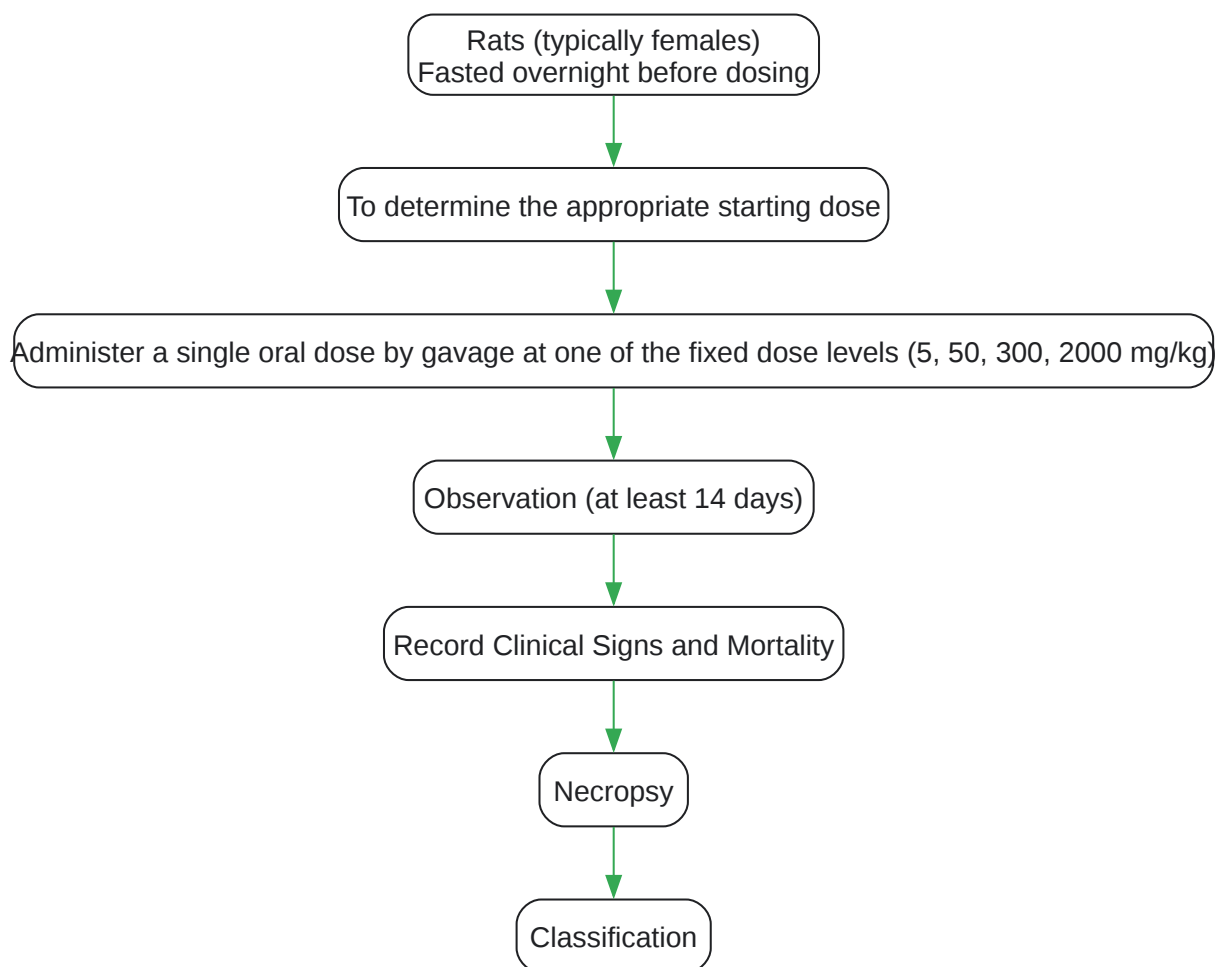 Rats (typically females)
Fasted overnight before dosing
To determine the appropriate starting dose
Administer a single oral dose by gavage at one of the fixed dose levels (5, 50, 300, 2000 mg/kg)
Observation (at least 14 days)
Record Clinical Signs and Mortality
Necropsy
Classification